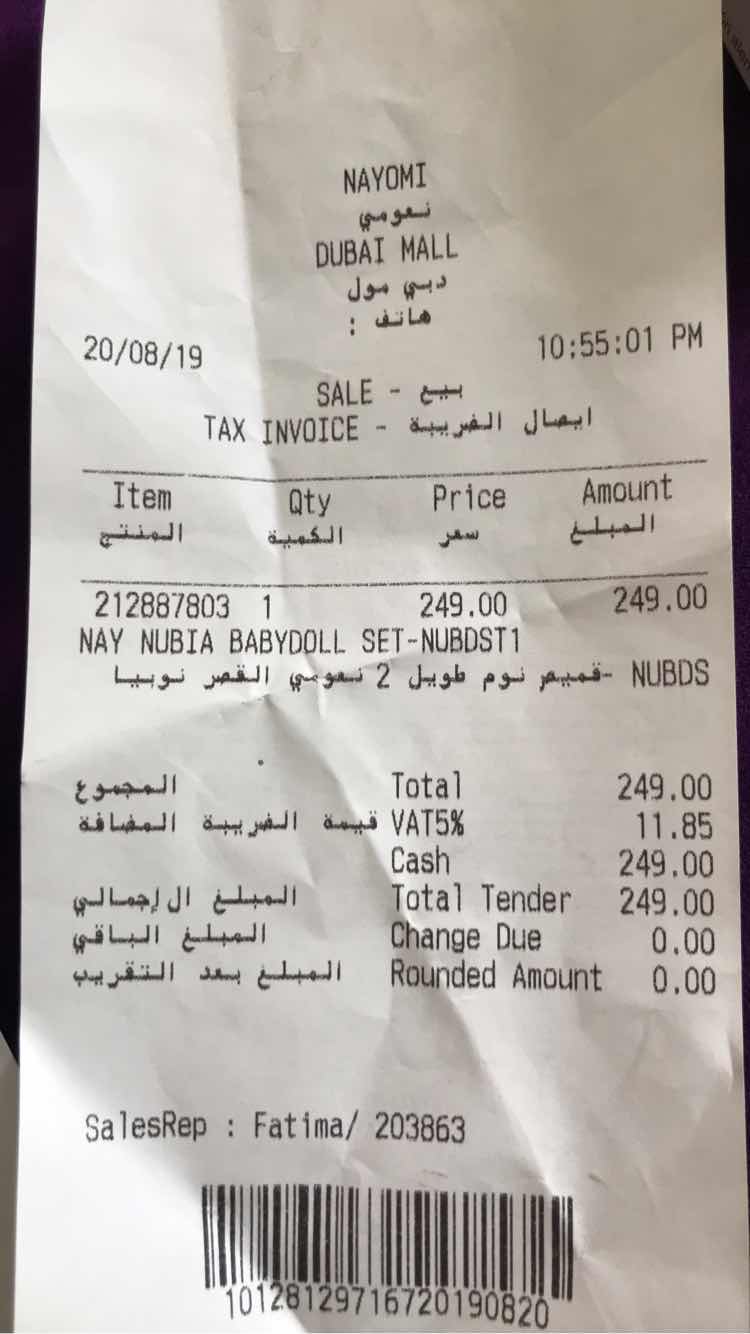 NAYOMI
نعومي
DUBAI MALL
دبي مول
هاتف :
20/08/19 10:55:01 PM
SALE - بيع
TAX INVOICE - ايصال الضريبة
Item Qty Price Amount
المنتج الكمية سعر المبلغ
212887803 1 249.00 249.00
NAY NUBIA BABYDOLL SET-NUBDST1
NUBDS -قميص نوم طويل 2 نعومي القصر نوبيا
المجموع Total 249.00
قيمة الضريبة المضافة VAT5% 11.85
Cash 249.00
المبلغ ال إجمالي Total Tender 249.00
المبلغ الباقي Change Due 0.00
المبلغ بعد التقريب Rounded Amount 0.00
SalesRep : Fatima/ 203863
10128129716720190820